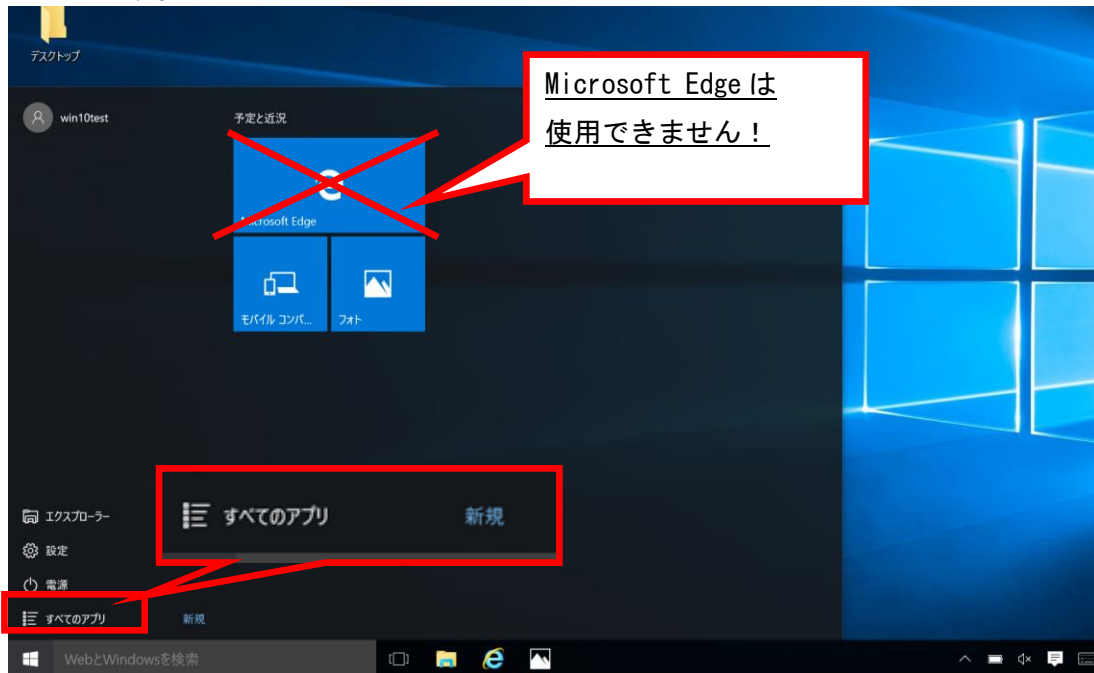 デスクトップ
Microsoft Edge は
使用できません！
win10test
予定と近況
Microsoft Edge
モバイル コンパ...
フォト
すべてのアプリ 新規
エクスプローラー
設定
電源
すべてのアプリ 新規
WebとWindowsを検索